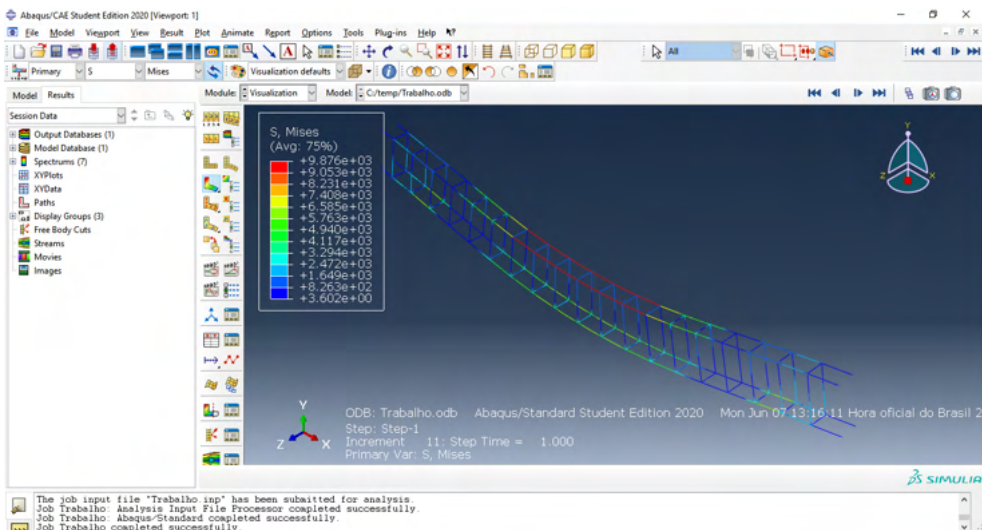 Abaqus/CAE Student Edition 2020 [Viewport: 1]
File Model Viewport View Result Plot Animate Report Options Tools Plug-ins Help
All
Primary S Mises Visualization defaults
Model Results
Module: Visualization Model: C:/temp/Trabalho.odb
Session Data
Output Databases (1)
Model Database (1)
Spectrums (7)
XYPlots
XYData
Paths
Display Groups (3)
Free Body Cuts
Streams
Movies
Images
S, Mises
(Avg: 75%)
+9.876e+03
+9.053e+03
+8.231e+03
+7.408e+03
+6.585e+03
+5.763e+03
+4.940e+03
+4.117e+03
+3.294e+03
+2.472e+03
+1.649e+03
+8.263e+02
+3.602e+00
Y
Z X
Y
Z X
ODB: Trabalho.odb Abaqus/Standard Student Edition 2020 Mon Jun 07 13:16:11 Hora oficial do Brasil 2
Step: Step-1
Increment 11: Step Time = 1.000
Primary Var: S, Mises
SIMULIA
The job input file "Trabalho.inp" has been submitted for analysis.
Job Trabalho: Analysis Input File Processor completed successfully.
Job Trabalho: Abaqus/Standard completed successfully.
Job Trabalho completed successfully.